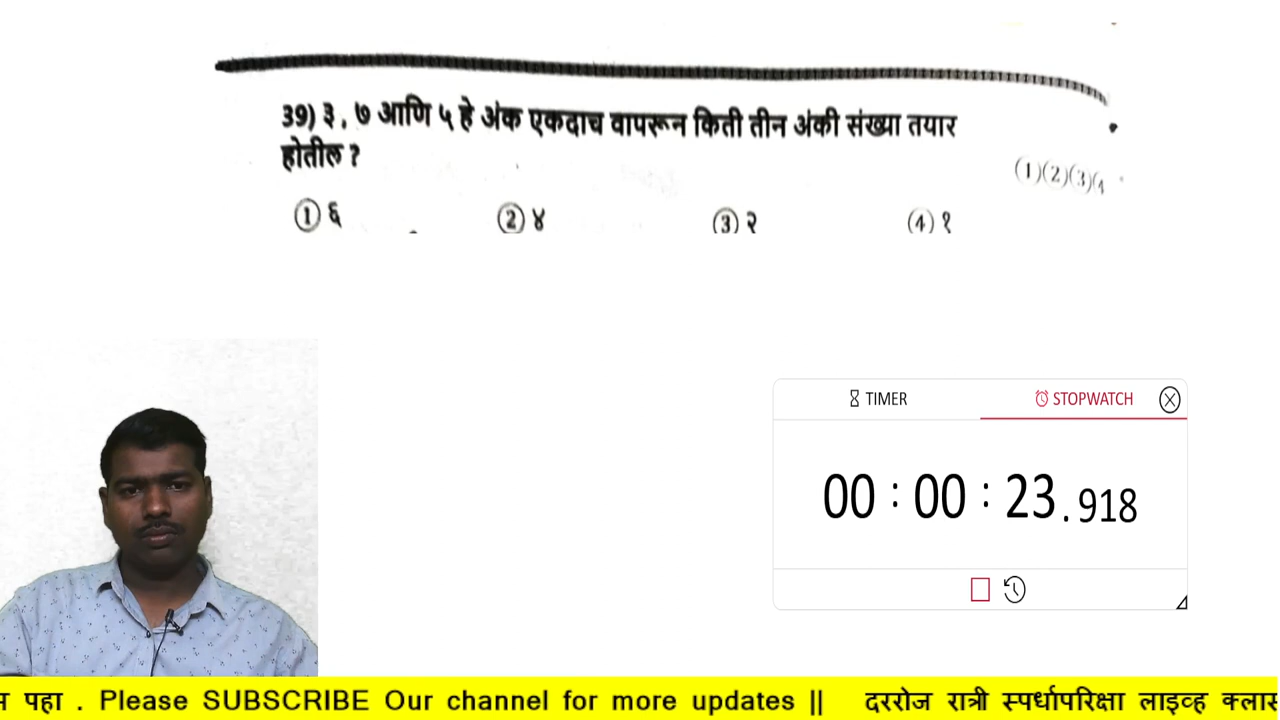 39) ३, ७ आणि ५ हे अंक एकदाच वापरून किती तीन अंकी संख्या तयार
होतील ?
(1)(2)(3)(4
① ६ ② ४ ③ २ (4) १
TIMER STOPWATCH
00 : 00 : 23.918
पहा . Please SUBSCRIBE Our channel for more updates || दररोज रात्री स्पर्धापरिक्षा लाइव्ह क्लास